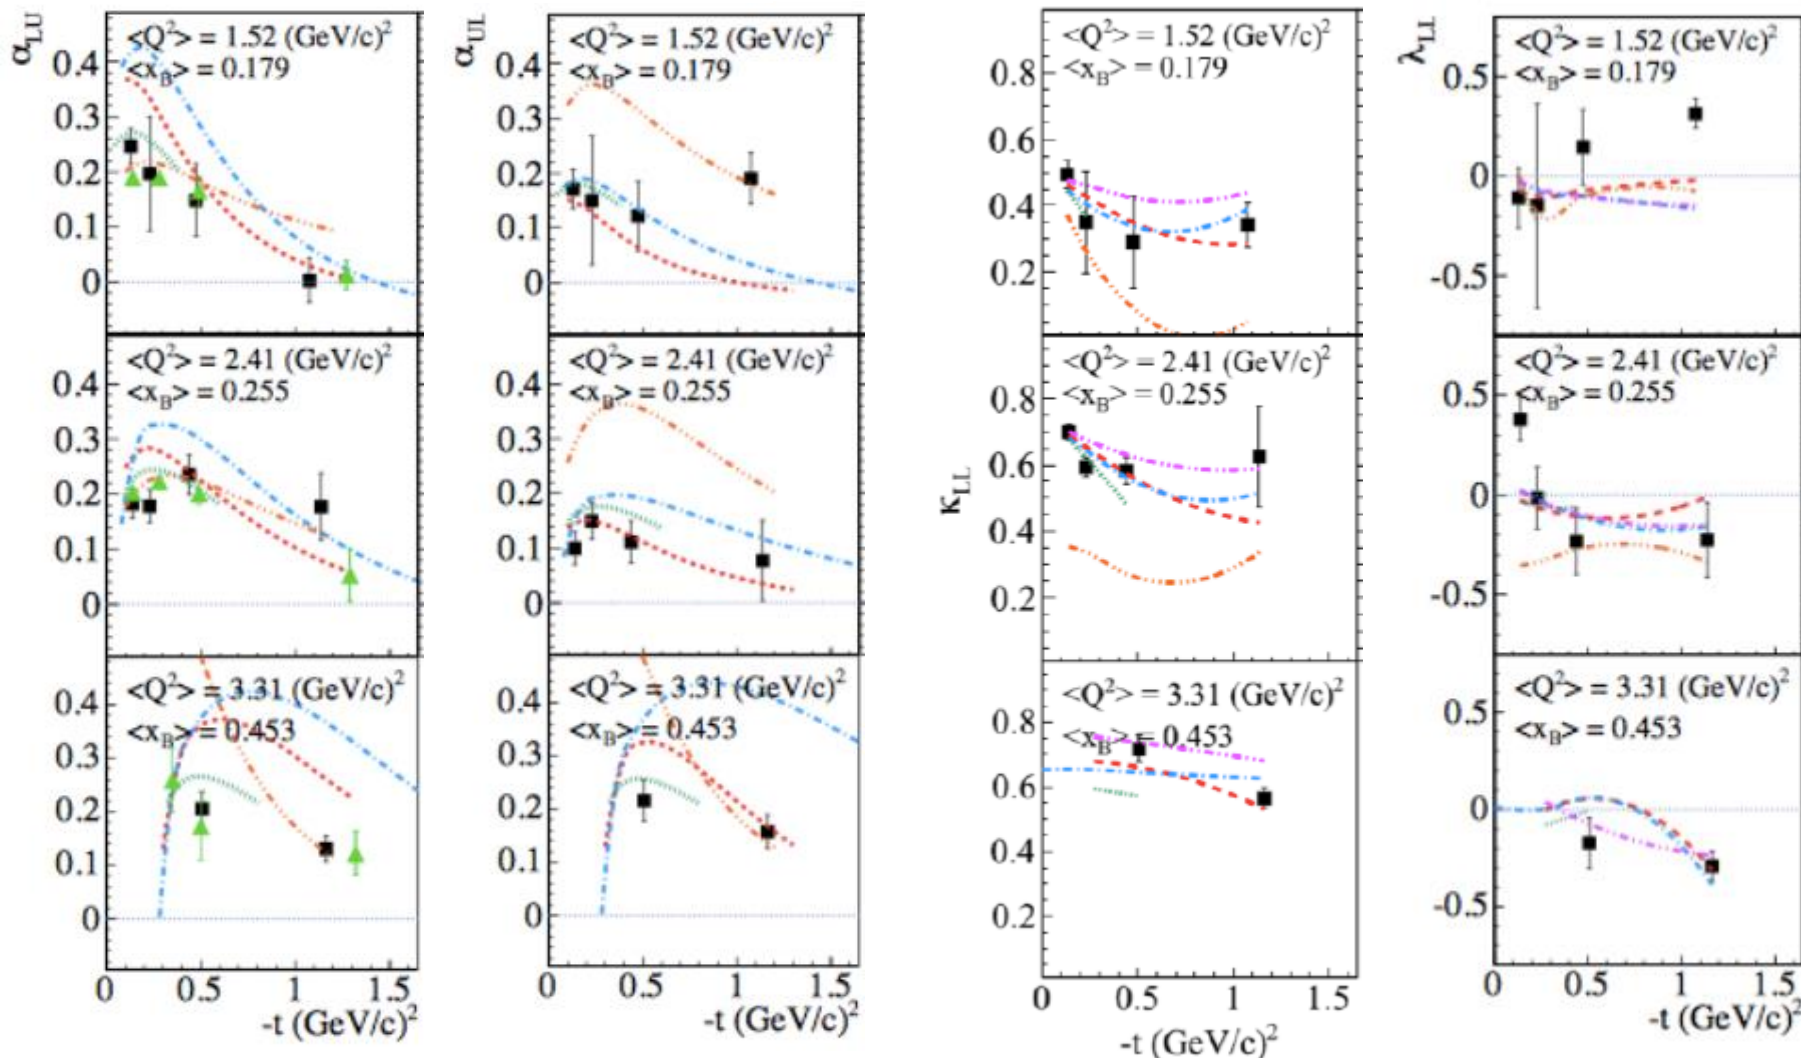 α_LU
<Q²> = 1.52 (GeV/c)²
<x_B> = 0.179
0.4
0.3
0.2
0.1
0
<Q²> = 2.41 (GeV/c)²
<x_B> = 0.255
0.4
0.3
0.2
0.1
0
<Q²> = 3.31 (GeV/c)²
<x_B> = 0.453
0.4
0.3
0.2
0.1
0
0 0.5 1 1.5
-t (GeV/c)²
α_UL
<Q²> = 1.52 (GeV/c)²
<x_B> = 0.179
0.4
0.3
0.2
0.1
0
<Q²> = 2.41 (GeV/c)²
<x_B> = 0.255
0.4
0.3
0.2
0.1
0
<Q²> = 3.31 (GeV/c)²
<x_B> = 0.453
0.4
0.3
0.2
0.1
0
0 0.5 1 1.5
-t (GeV/c)²
κ_LL
<Q²> = 1.52 (GeV/c)²
<x_B> = 0.179
0.8
0.6
0.4
0.2
<Q²> = 2.41 (GeV/c)²
<x_B> = 0.255
0.8
0.6
0.4
0.2
<Q²> = 3.31 (GeV/c)²
<x_B> = 0.453
0.8
0.6
0.4
0.2
0 0.5 1 1.5
-t (GeV/c)²
λ_LL
<Q²> = 1.52 (GeV/c)²
<x_B> = 0.179
0.5
0
-0.5
<Q²> = 2.41 (GeV/c)²
<x_B> = 0.255
0.5
0
-0.5
<Q²> = 3.31 (GeV/c)²
<x_B> = 0.453
0.5
0
-0.5
0 0.5 1 1.5
-t (GeV/c)²